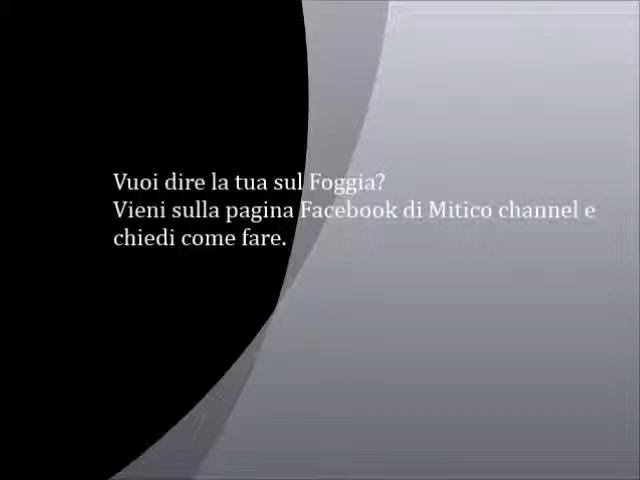 Vuoi dire la tua sul Foggia?
Vieni sulla pagina Facebook di Mitico channel e
chiedi come fare.